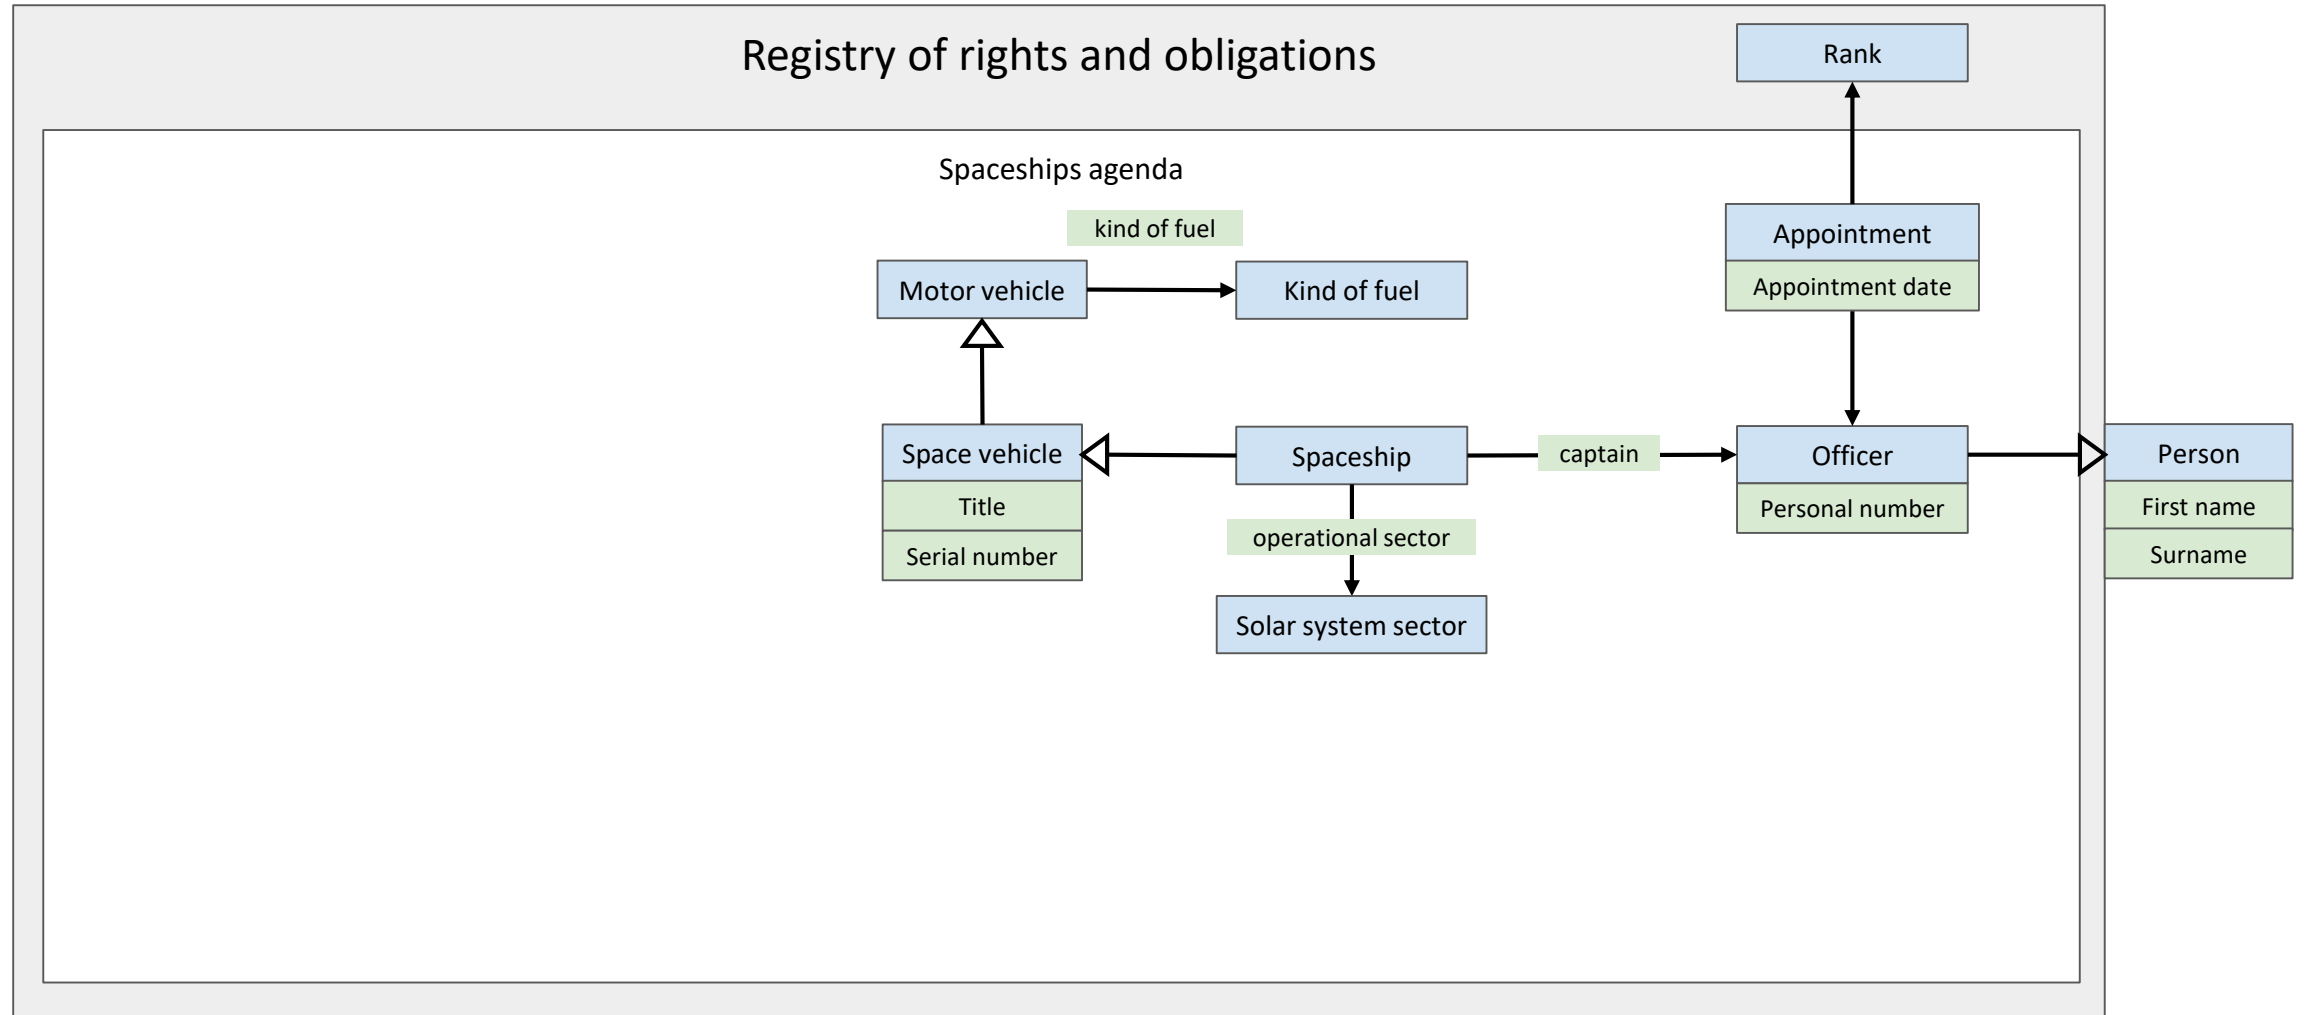 Registry of rights and obligations
Rank
Spaceships agenda
kind of fuel
Appointment
Appointment date
Motor vehicle
Kind of fuel
Space vehicle
Title
Serial number
Spaceship
captain
Officer
Personal number
Person
First name
Surname
operational sector
Solar system sector